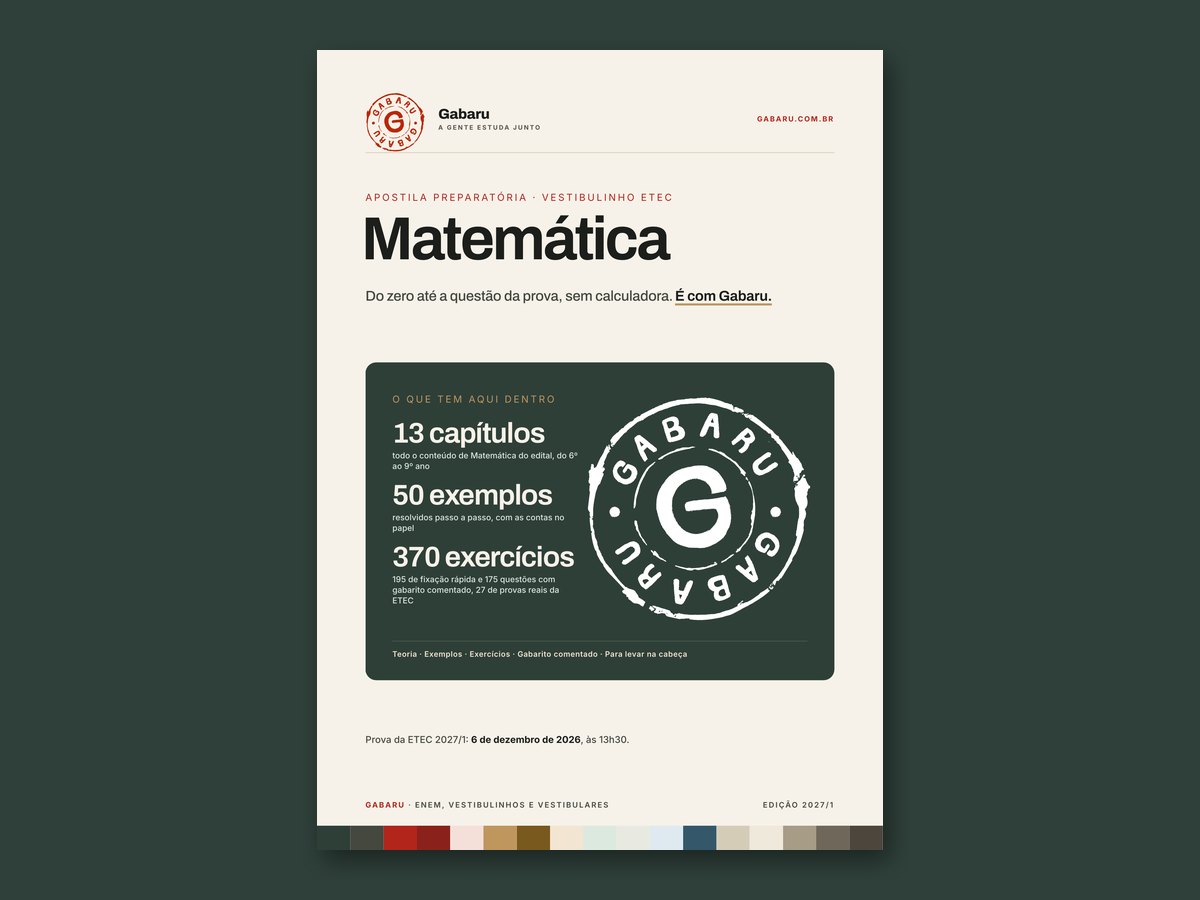 GABARU
G
GABARU
Gabaru
A GENTE ESTUDA JUNTO
GABARU.COM.BR
APOSTILA PREPARATÓRIA · VESTIBULINHO ETEC
Matemática
Do zero até a questão da prova, sem calculadora. É com Gabaru.
O QUE TEM AQUI DENTRO
13 capítulos
todo o conteúdo de Matemática do edital, do 6º
ao 9º ano
50 exemplos
resolvidos passo a passo, com as contas no
papel
370 exercícios
195 de fixação rápida e 175 questões com
gabarito comentado, 27 de provas reais da
ETEC
GABARU
G
GABARU
Teoria · Exemplos · Exercícios · Gabarito comentado · Para levar na cabeça
Prova da ETEC 2027/1: 6 de dezembro de 2026, às 13h30.
GABARU · ENEM, VESTIBULINHOS E VESTIBULARES
EDIÇÃO 2027/1